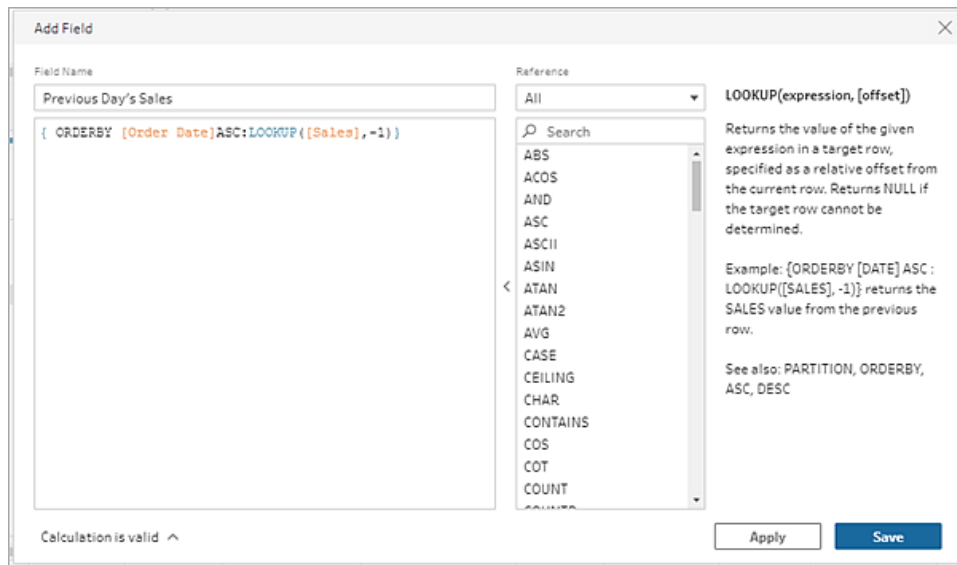 Add Field
Field Name
Previous Day's Sales
{ ORDERBY [Order Date]ASC:LOOKUP([Sales],-1)}
Reference
All
Search
ABS
ACOS
AND
ASC
ASCII
ASIN
ATAN
ATAN2
AVG
CASE
CEILING
CHAR
CONTAINS
COS
COT
COUNT
COUNTD
LOOKUP(expression, [offset])
Returns the value of the given
expression in a target row,
specified as a relative offset from
the current row. Returns NULL if
the target row cannot be
determined.
Example: {ORDERBY [DATE] ASC :
LOOKUP([SALES], -1)} returns the
SALES value from the previous
row.
See also: PARTITION, ORDERBY,
ASC, DESC
Calculation is valid
Apply
Save